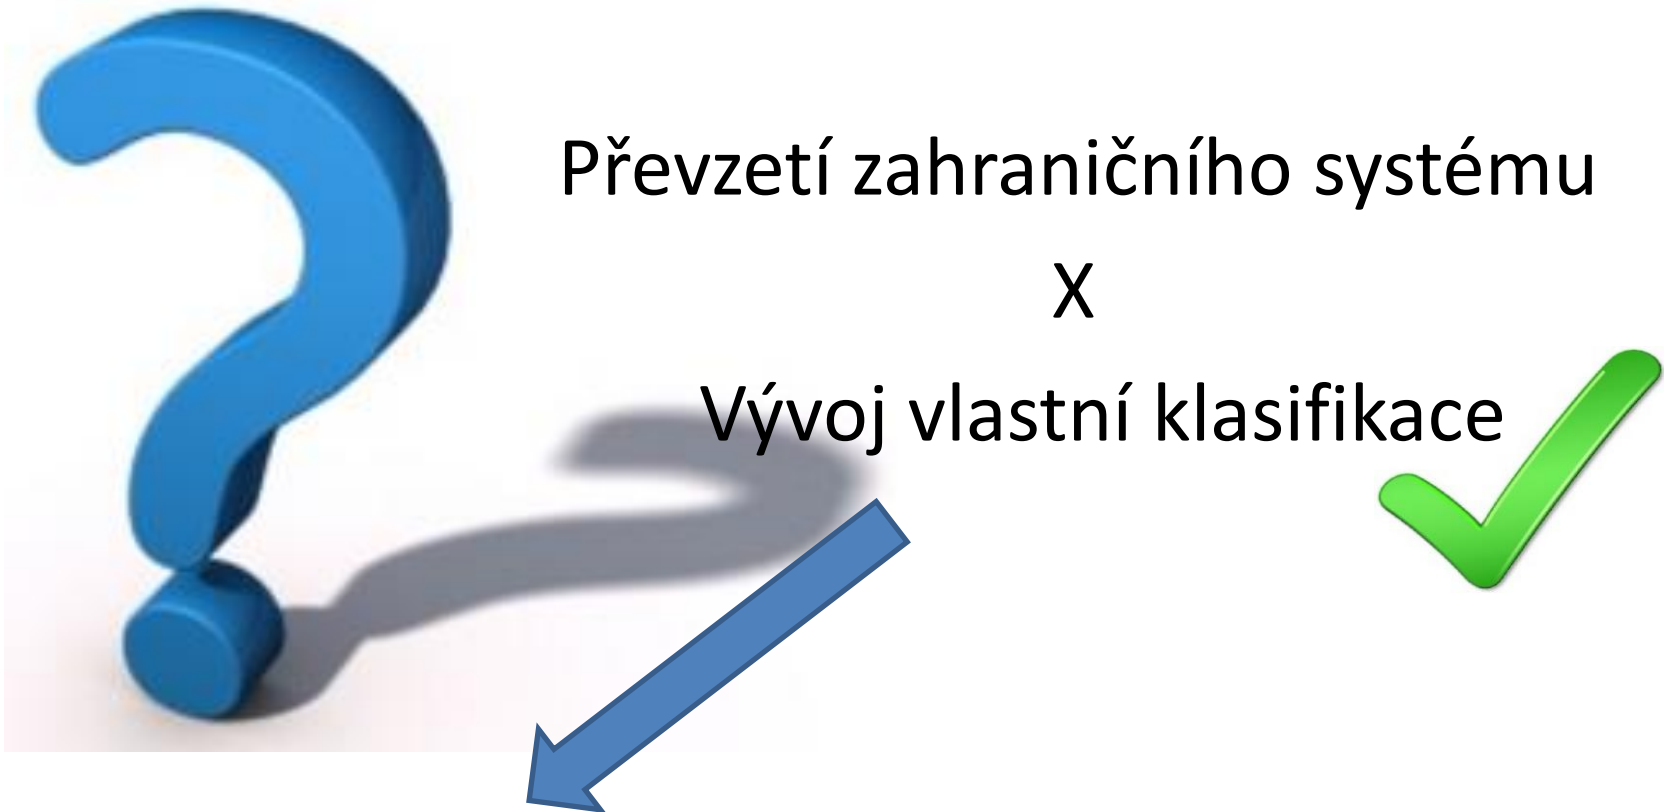 Převzetí zahraničního systému
X
Vývoj vlastní klasifikace